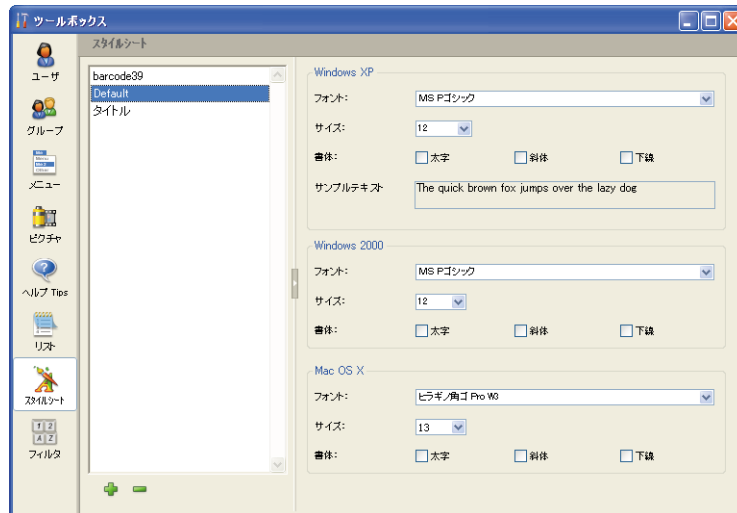 ツールボックス
スタイルシート
ユーザ
グループ
メニュー
ピクチャ
ヘルプ Tips
リスト
スタイルシート
フィルタ
barcode39
Default
タイトル
Windows XP
フォント: MS Pゴシック
サイズ: 12
書体: 太字 斜体 下線
サンプルテキスト The quick brown fox jumps over the lazy dog
Windows 2000
フォント: MS Pゴシック
サイズ: 12
書体: 太字 斜体 下線
Mac OS X
フォント: ヒラギノ角ゴ Pro W3
サイズ: 13
書体: 太字 斜体 下線